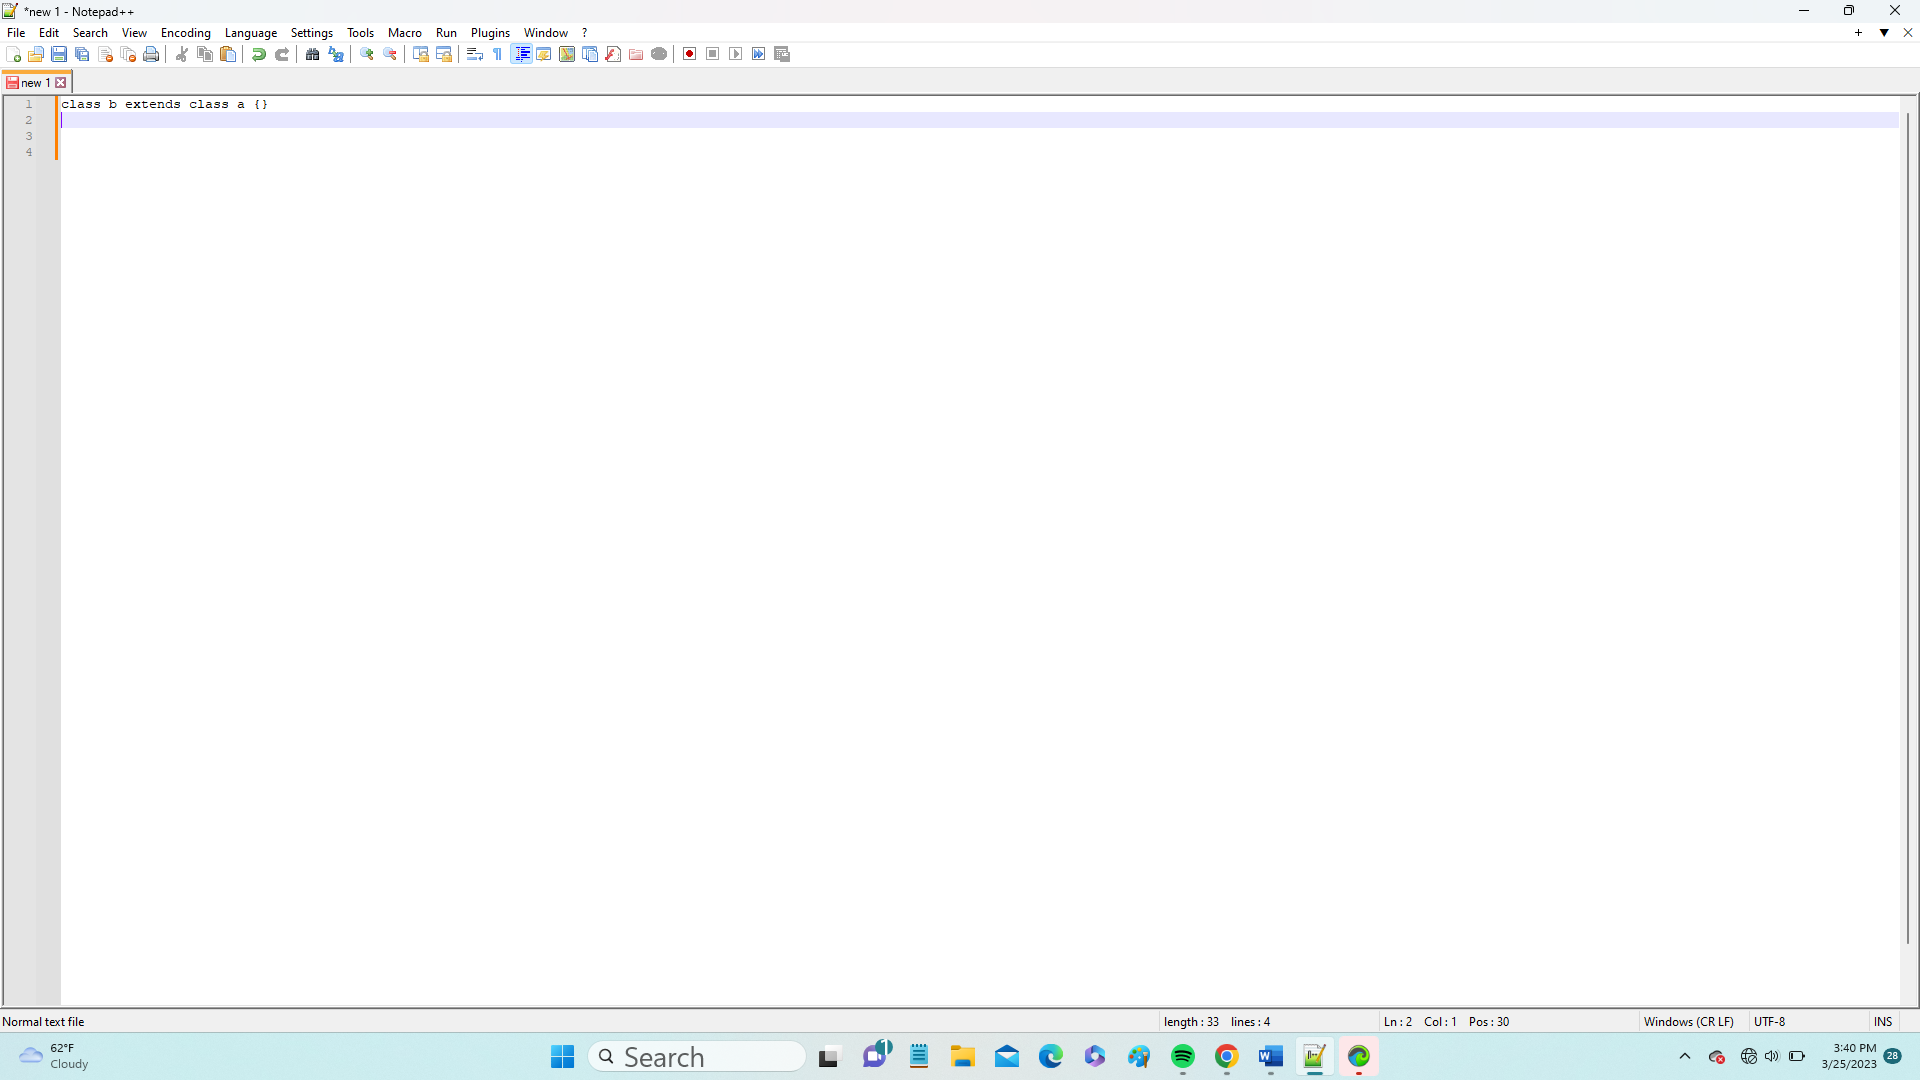 *new 1 - Notepad++
File Edit Search View Encoding Language Settings Tools Macro Run Plugins Window ?
new 1
1 class b extends class a {}
2
3
4
Normal text file length : 33 lines : 4 Ln : 2 Col : 1 Pos : 30 Windows (CR LF) UTF-8 INS
62°F
Cloudy
Search
1
3:40 PM
3/25/2023
28